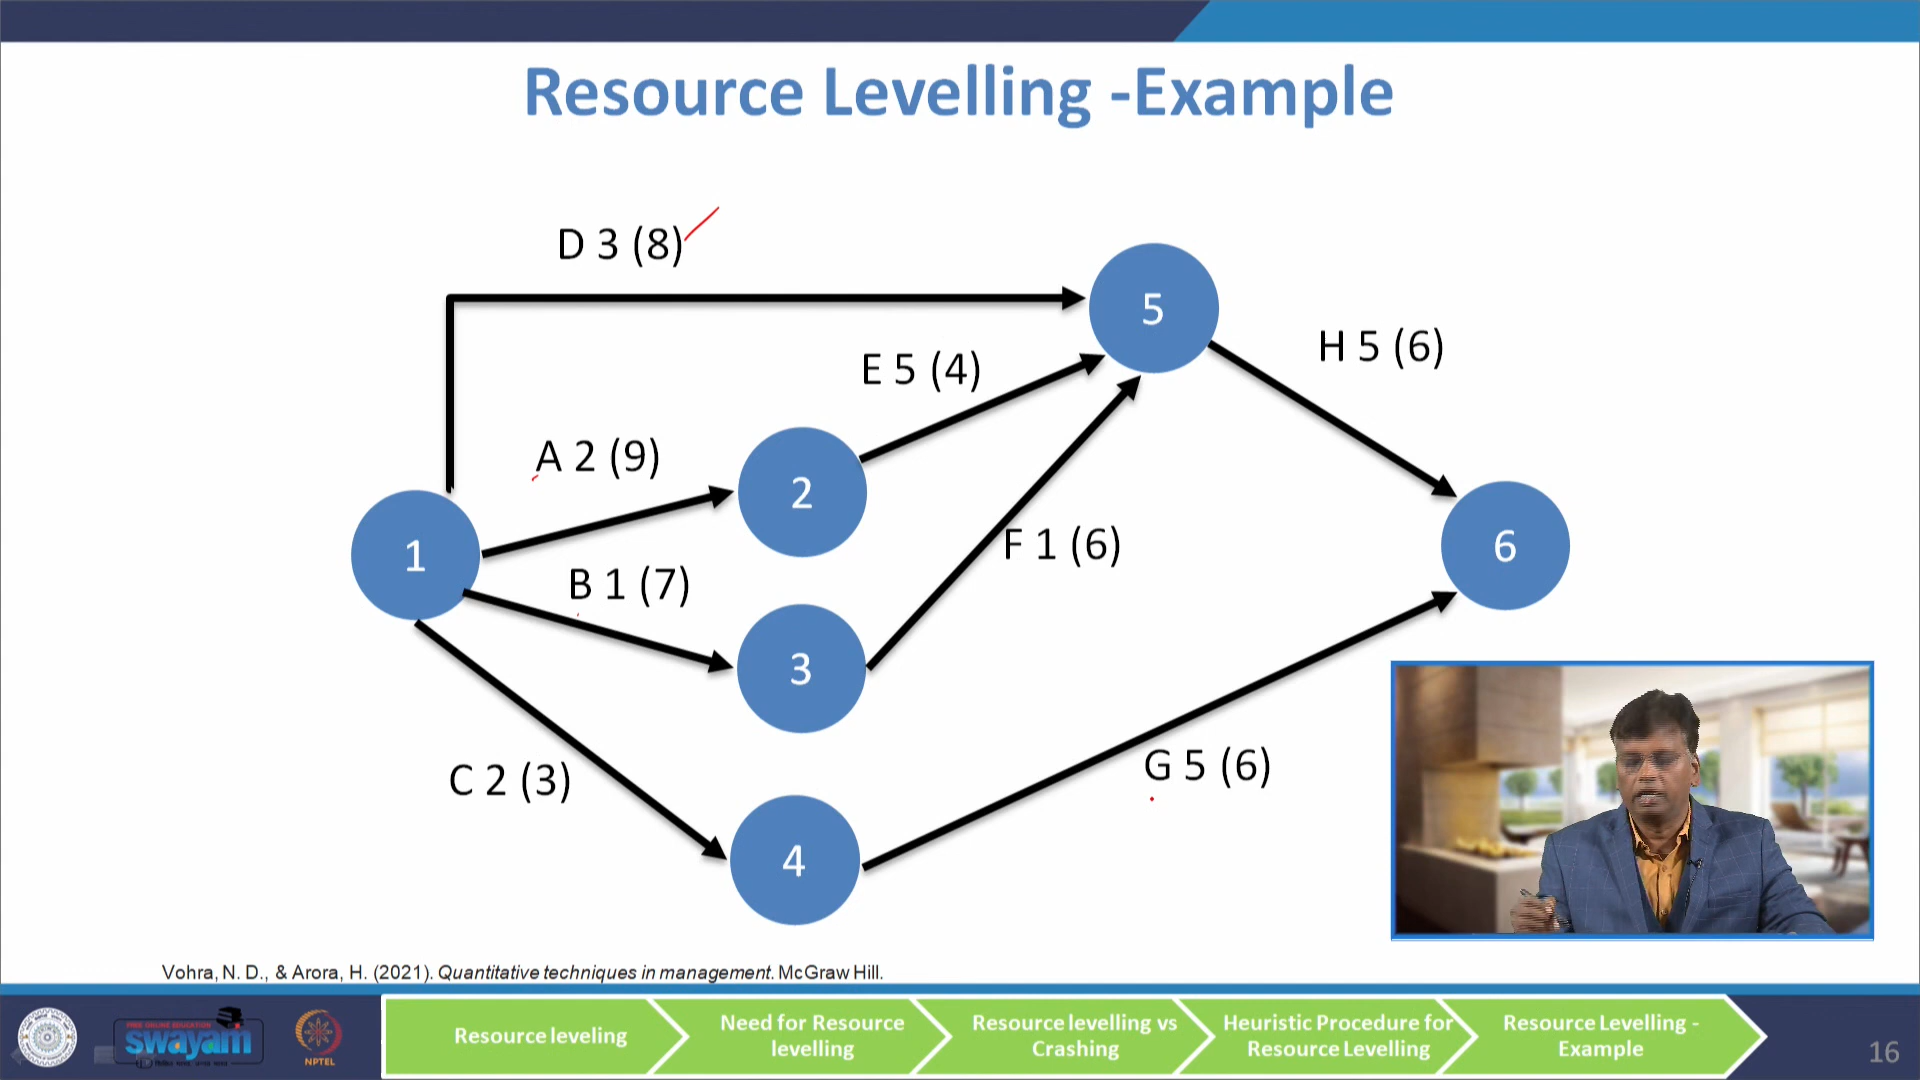 Resource Levelling -Example
D 3 (8)
5
H 5 (6)
E 5 (4)
A 2 (9)
2
1
6
F 1 (6)
B 1 (7)
3
C 2 (3)
G 5 (6)
4
Vohra, N. D., & Arora, H. (2021). Quantitative techniques in management. McGraw Hill.
swayam
NPTEL
Resource leveling
Need for Resource
levelling
Resource levelling vs
Crashing
Heuristic Procedure for
Resource Levelling
Resource Levelling -
Example
16